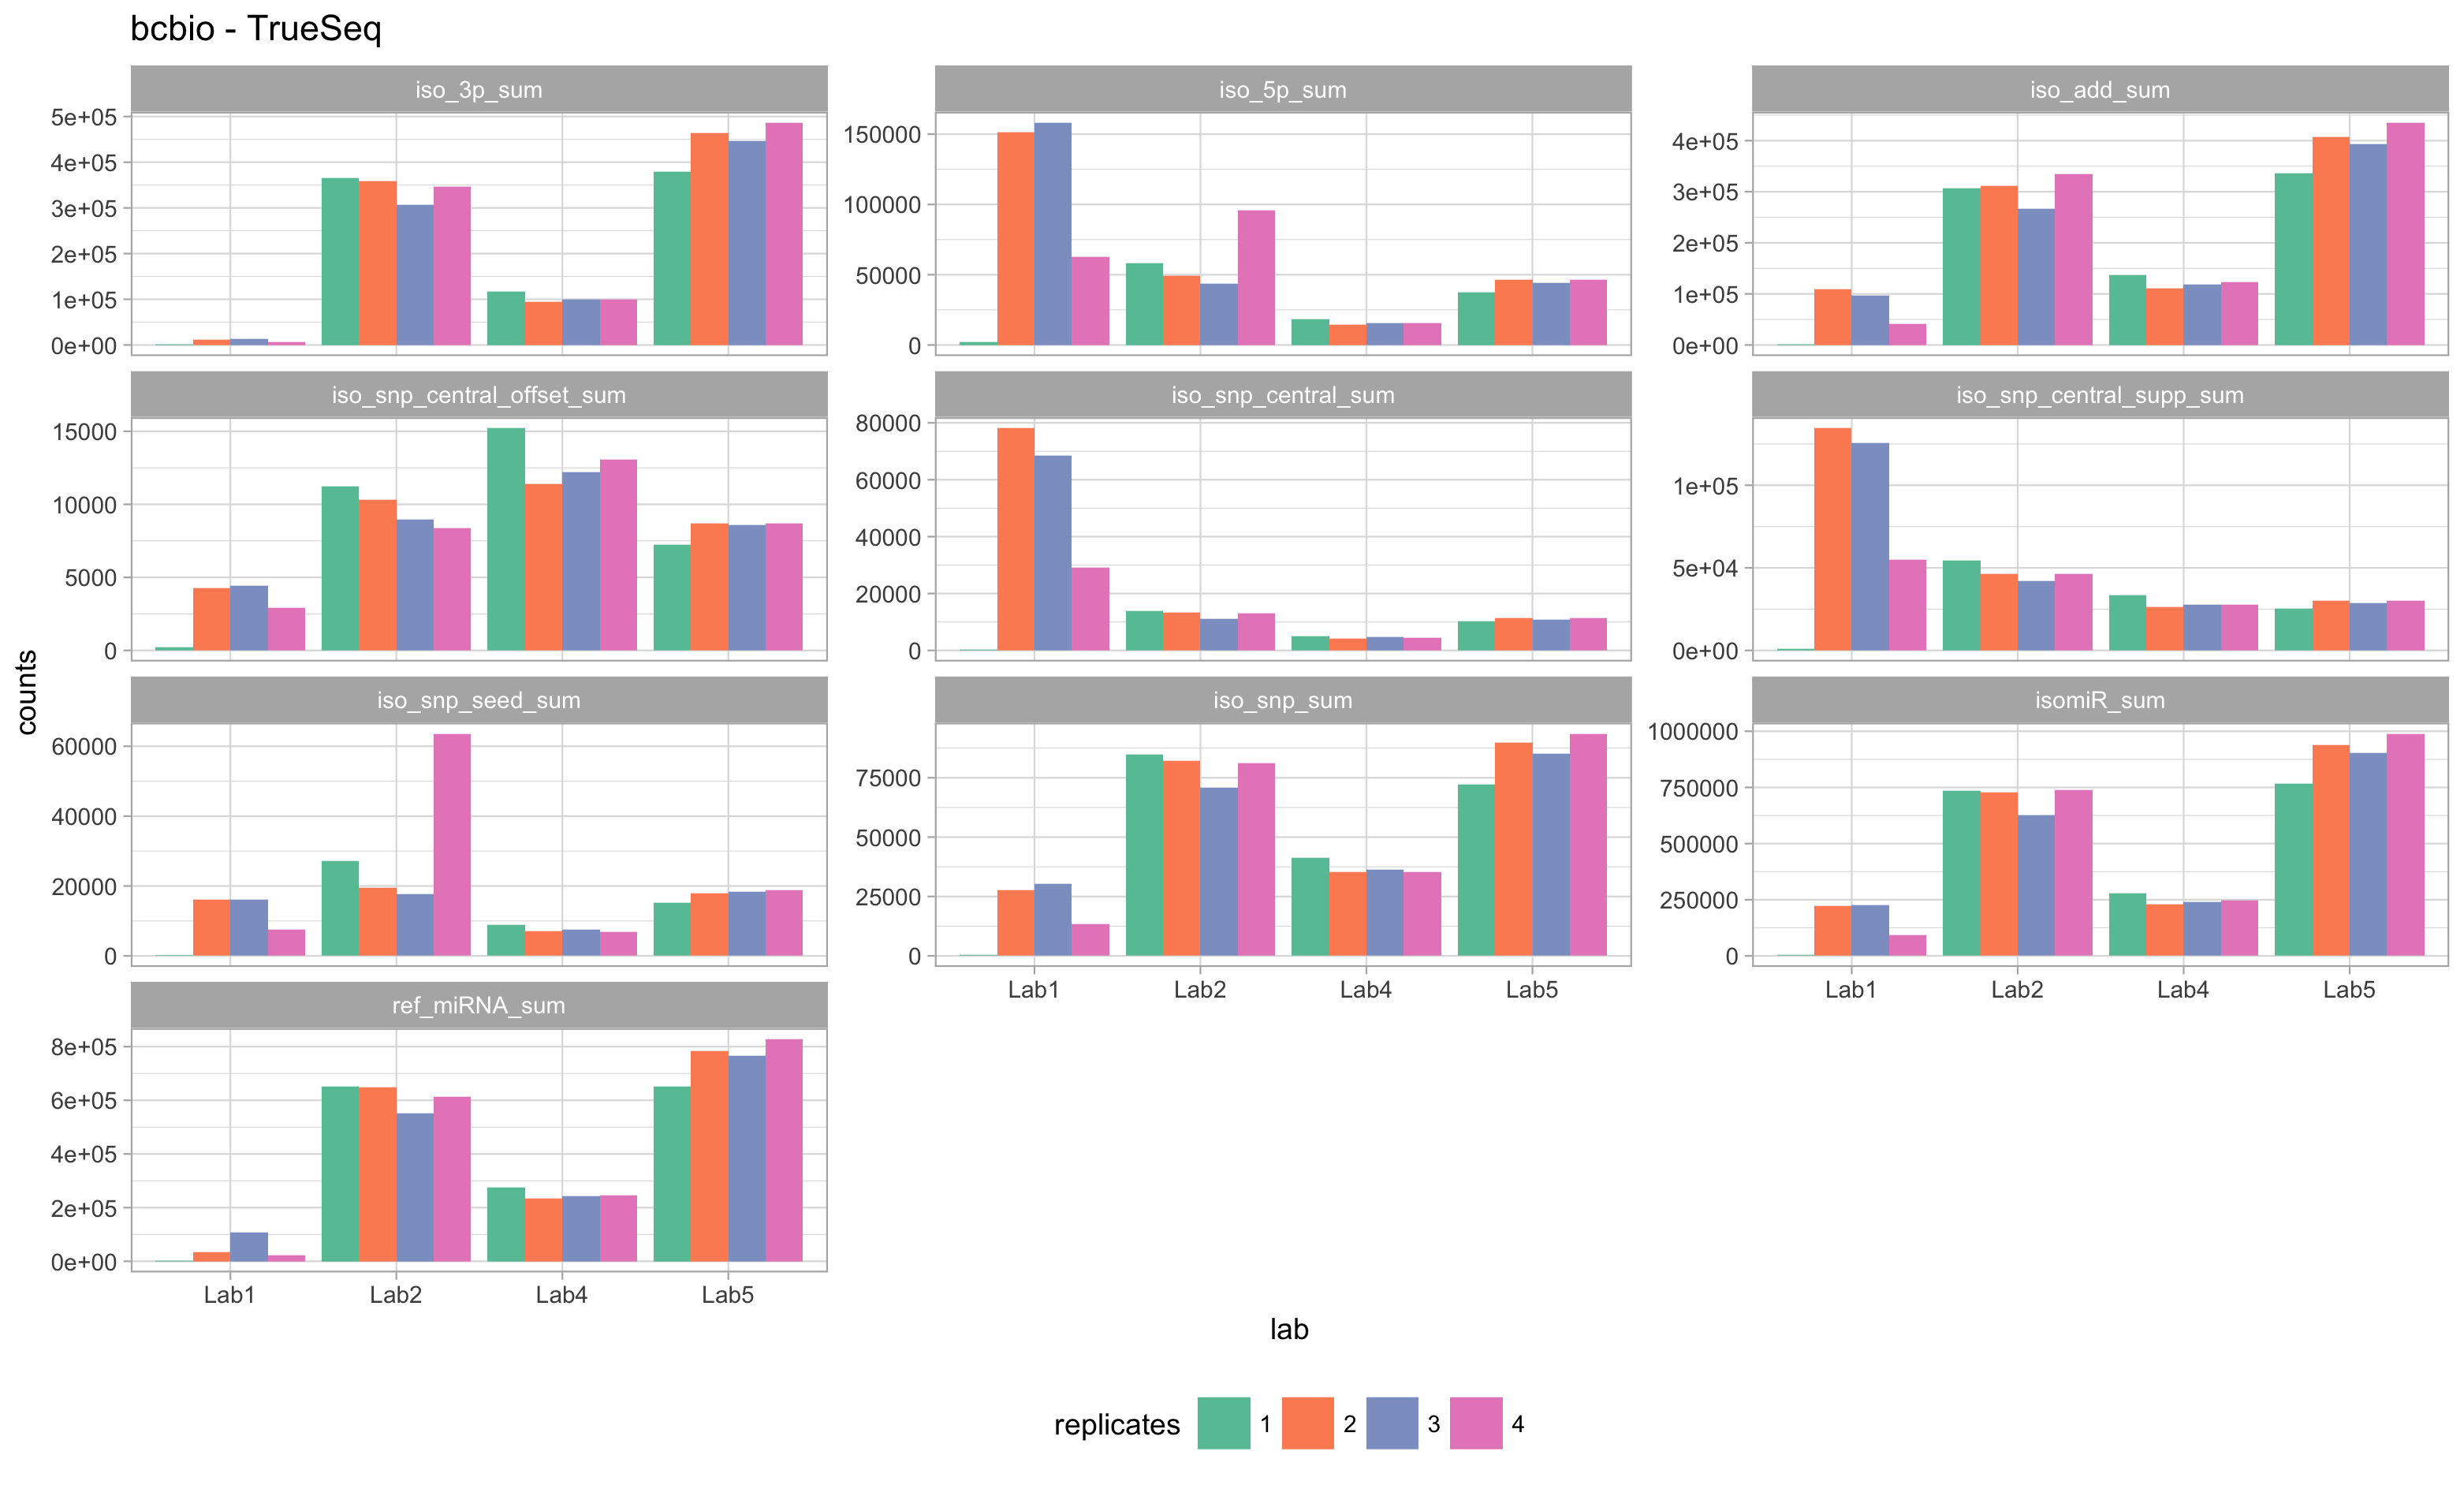 bcbio - TrueSeq
iso_3p_sum
iso_5p_sum
iso_add_sum
5e+05
4e+05
3e+05
2e+05
1e+05
0e+00
150000
100000
50000
0
4e+05
3e+05
2e+05
1e+05
0e+00
iso_snp_central_offset_sum
iso_snp_central_sum
iso_snp_central_supp_sum
15000
10000
5000
0
80000
60000
40000
20000
0
1e+05
5e+04
0e+00
counts
iso_snp_seed_sum
iso_snp_sum
isomiR_sum
60000
40000
20000
0
75000
50000
25000
0
1000000
750000
500000
250000
0
Lab1 Lab2 Lab4 Lab5
Lab1 Lab2 Lab4 Lab5
ref_miRNA_sum
8e+05
6e+05
4e+05
2e+05
0e+00
Lab1 Lab2 Lab4 Lab5
lab
replicates 1 2 3 4